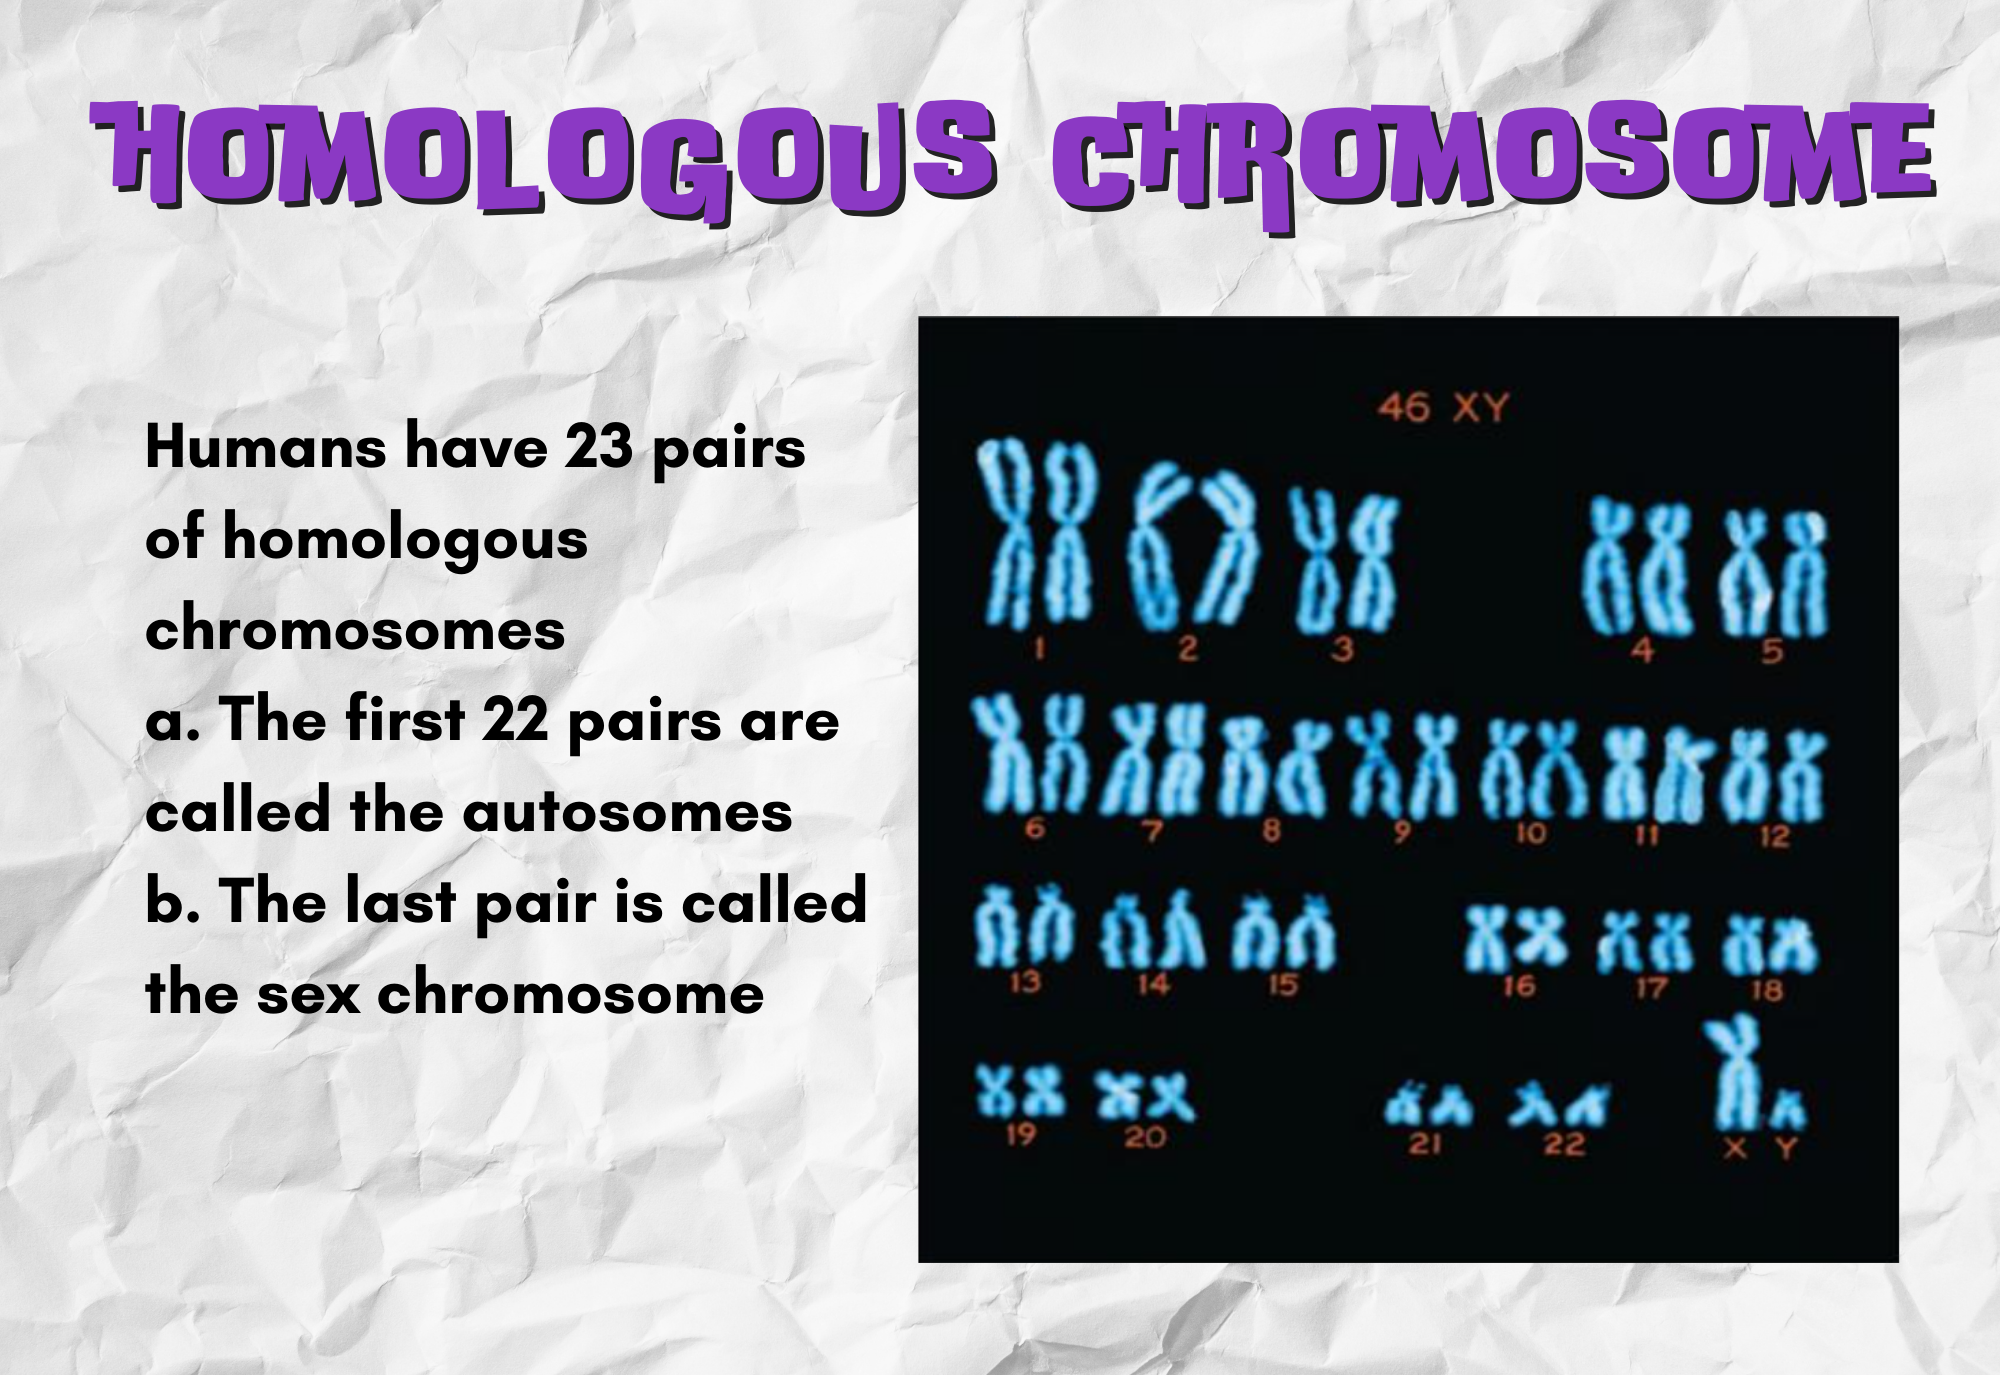 HOMOLOGOUS CHROMOSOME
Humans have 23 pairs
of homologous
chromosomes
a. The first 22 pairs are
called the autosomes
b. The last pair is called
the sex chromosome
46 XY
1 2 3 4 5
6 7 8 9 10 11 12
13 14 15 16 17 18
19 20 21 22 X Y